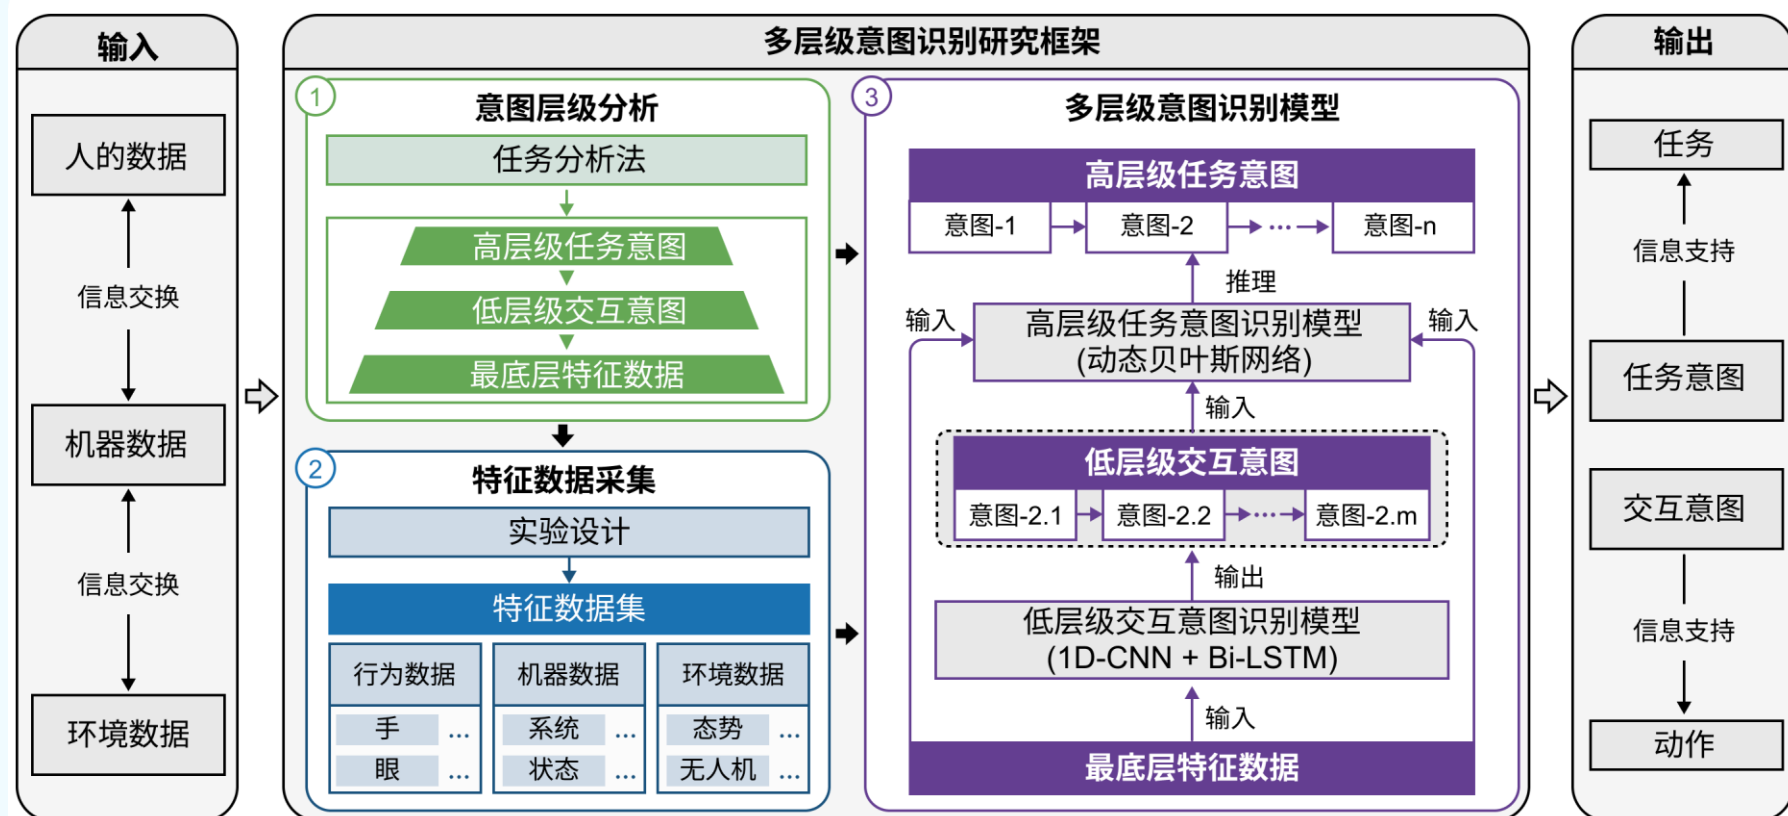 输入
人的数据
信息交换
机器数据
信息交换
环境数据
多层级意图识别研究框架
1
意图层级分析
任务分析法
高层级任务意图
低层级交互意图
最底层特征数据
2
特征数据采集
实验设计
特征数据集
行为数据
手 ...
眼 ...
机器数据
系统 ...
状态 ...
环境数据
态势 ...
无人机 ...
3
多层级意图识别模型
高层级任务意图
意图-1 意图-2 ... 意图-n
推理
输入
高层级任务意图识别模型
(动态贝叶斯网络)
输入
输入
低层级交互意图
意图-2.1 意图-2.2 ... 意图-2.m
输出
低层级交互意图识别模型
(1D-CNN + Bi-LSTM)
输入
最底层特征数据
输出
任务
信息支持
任务意图
交互意图
信息支持
动作